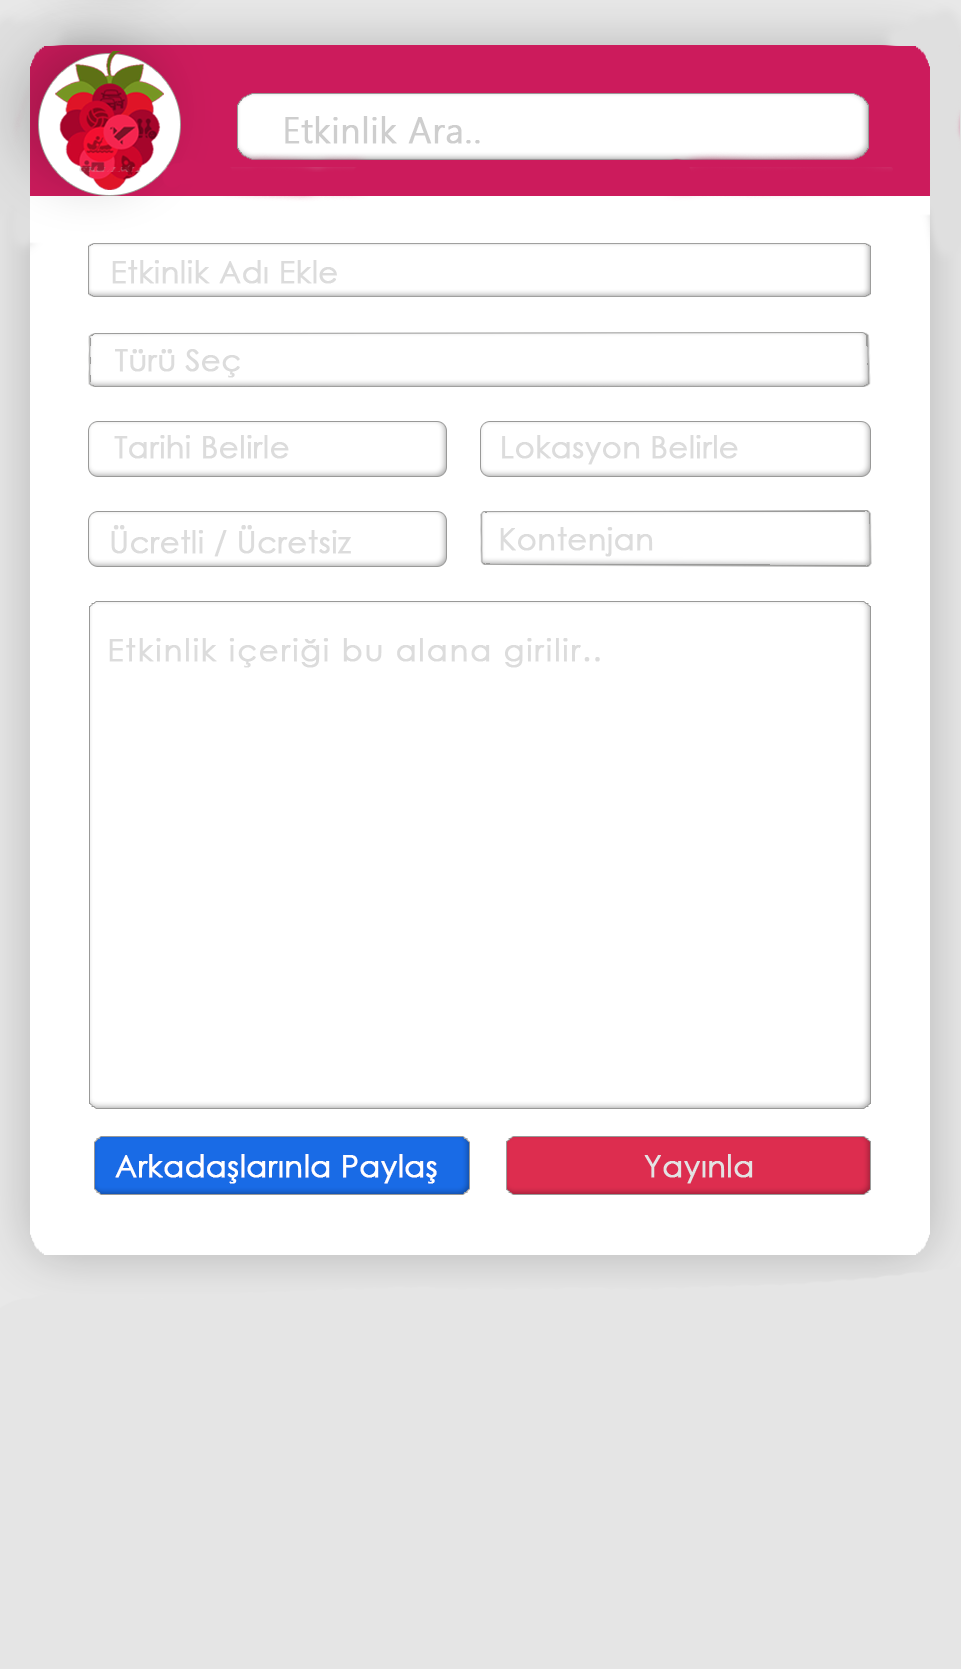 Etkinlik Ara..
Etkinlik Adı Ekle
Türü Seç
Tarihi Belirle
Lokasyon Belirle
Ücretli / Ücretsiz
Kontenjan
Etkinlik içeriği bu alana girilir..
Arkadaşlarınla Paylaş
Yayınla